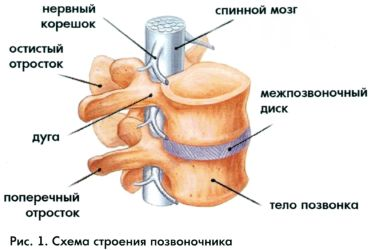 нервный
корешок
спинной мозг
остистый
отросток
межпозвоночный
диск
дуга
поперечный
отросток
тело позвонка
Рис. 1. Схема строения позвоночника